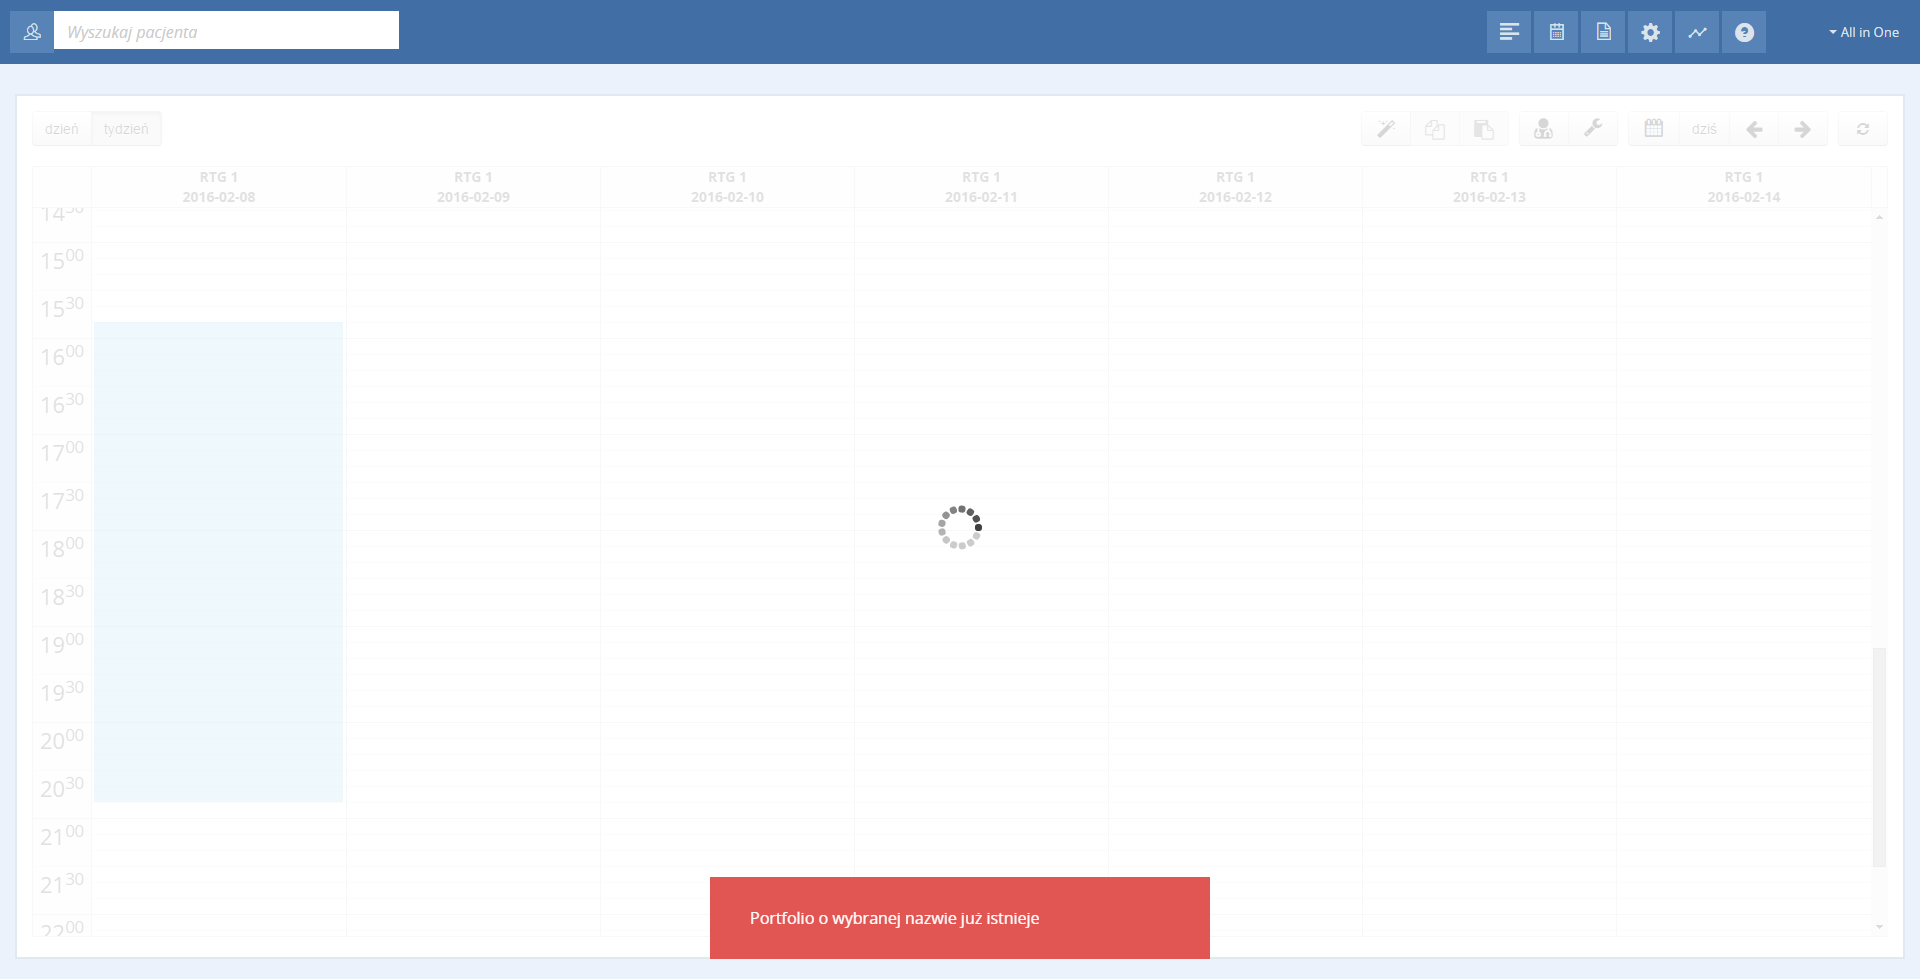 Wyszukaj pacjenta
All in One
dzień tydzień
dziś
RTG 1 RTG 1 RTG 1 RTG 1 RTG 1 RTG 1 RTG 1
2016-02-08 2016-02-09 2016-02-10 2016-02-11 2016-02-12 2016-02-13 2016-02-14
14 30
15 00
15 30
16 00
16 30
17 00
17 30
18 00
18 30
19 00
19 30
20 00
20 30
21 00
21 30
22 00
Portfolio o wybranej nazwie już istnieje